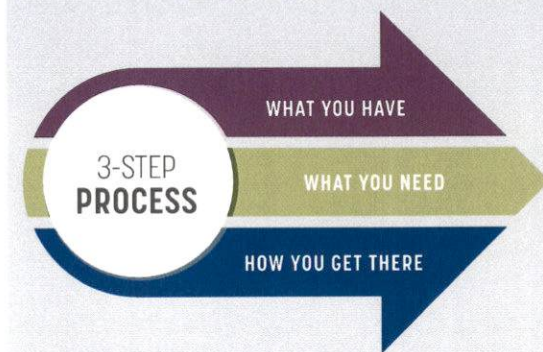 3-STEP
PROCESS
WHAT YOU HAVE
WHAT YOU NEED
HOW YOU GET THERE